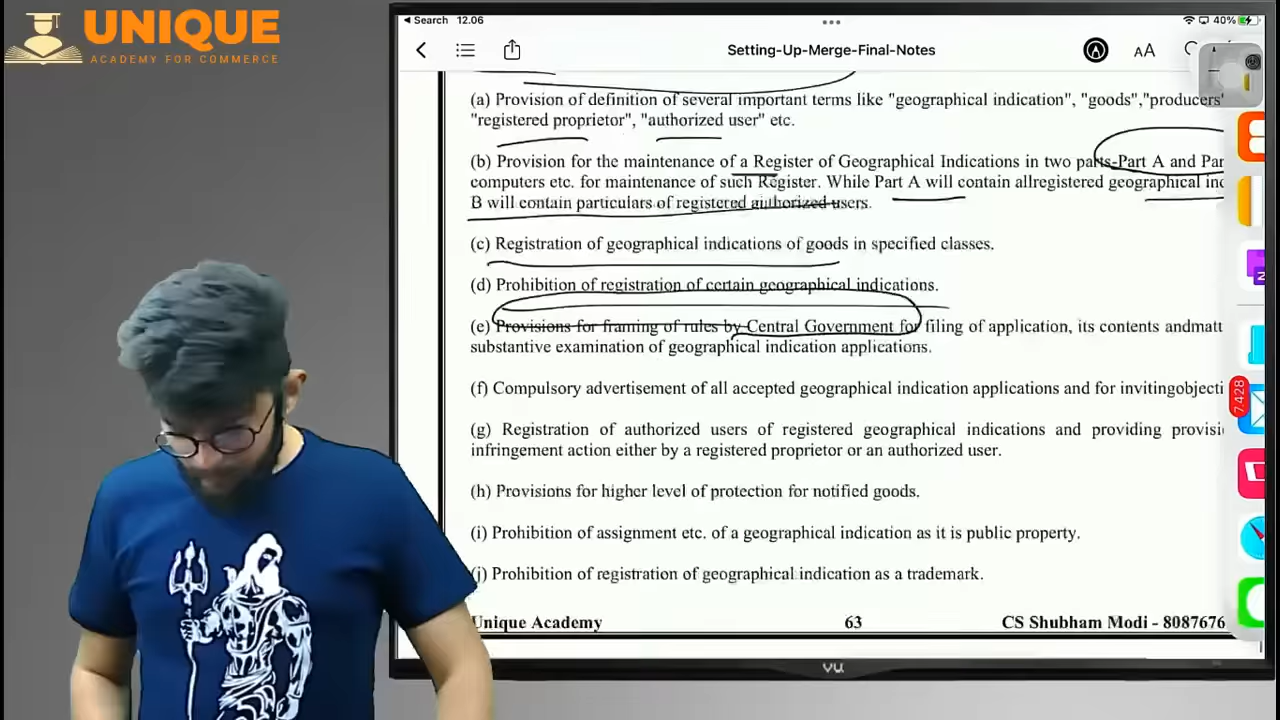 UNIQUE
ACADEMY FOR COMMERCE
Search 12.06
40%
Setting-Up-Merge-Final-Notes
AA
(a) Provision of definition of several important terms like "geographical indication", "goods","producers"
"registered proprietor", "authorized user" etc.
(b) Provision for the maintenance of a Register of Geographical Indications in two parts-Part A and Par
computers etc. for maintenance of such Register. While Part A will contain allregistered geographical ind
B will contain particulars of registered authorized users.
(c) Registration of geographical indications of goods in specified classes.
(d) Prohibition of registration of certain geographical indications.
(e) Provisions for framing of rules by Central Government for filing of application, its contents andmatt
substantive examination of geographical indication applications.
(f) Compulsory advertisement of all accepted geographical indication applications and for invitingobjecti
7,428
(g) Registration of authorized users of registered geographical indications and providing provisi
infringement action either by a registered proprietor or an authorized user.
(h) Provisions for higher level of protection for notified goods.
(i) Prohibition of assignment etc. of a geographical indication as it is public property.
(j) Prohibition of registration of geographical indication as a trademark.
Unique Academy 63 CS Shubham Modi - 8087676
vu